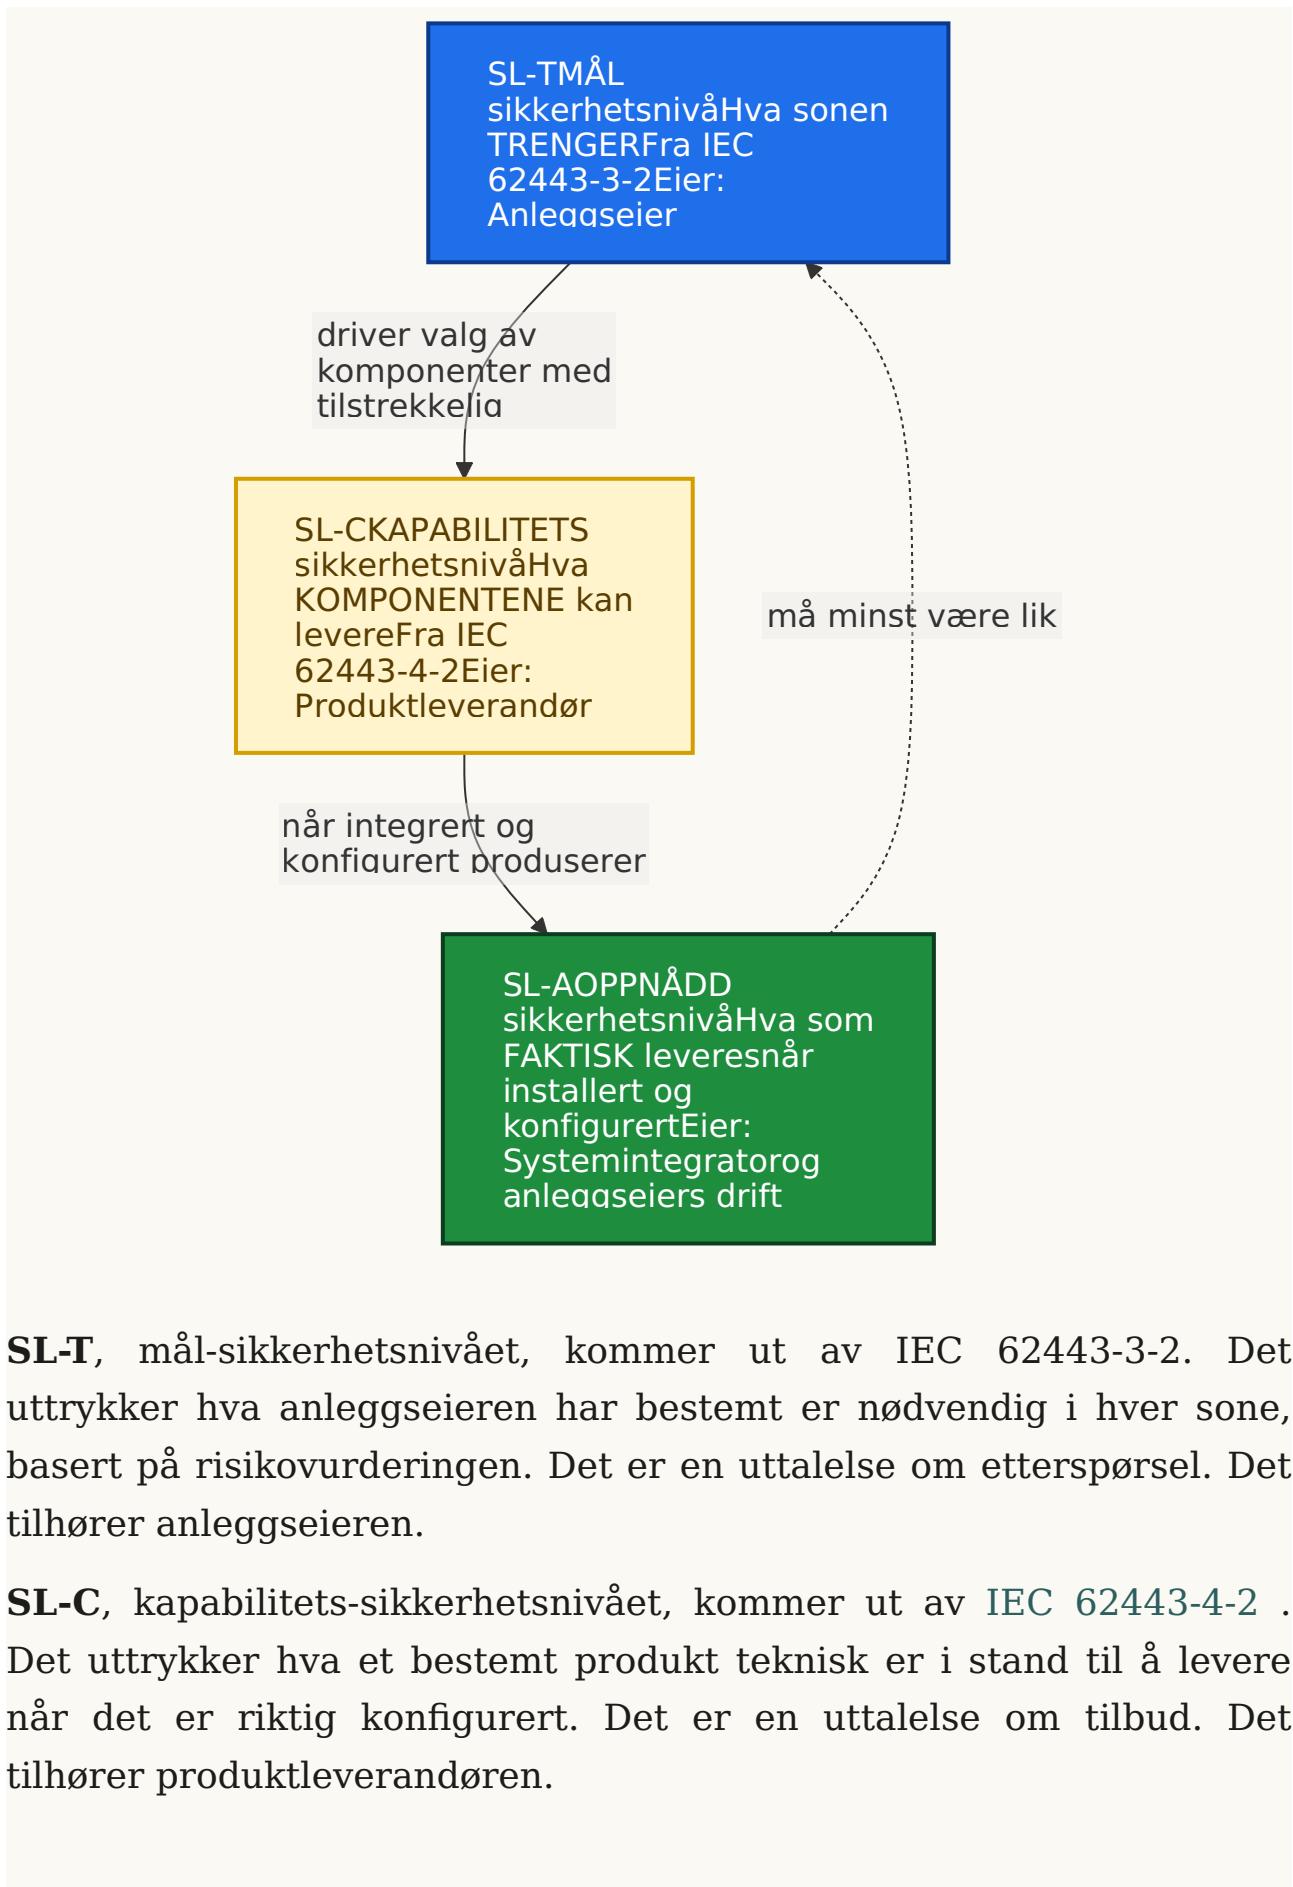 SL-TMÅL
sikkerhetsnivåHva sonen
TRENGERFra IEC
62443-3-2Eier:
Anleggseier
driver valg av
komponenter med
tilstrekkelig
SL-CKAPABILITETS
sikkerhetsnivåHva
KOMPONENTENE kan
levereFra IEC
62443-4-2Eier:
Produktleverandør
må minst være lik
når integrert og
konfigurert produserer
SL-AOPPNÅDD
sikkerhetsnivåHva som
FAKTISK leveresnår
installert og
konfigurertEier:
Systemintegratorog
anleggseiers drift
SL-T, mål-sikkerhetsnivået, kommer ut av IEC 62443-3-2. Det
uttrykker hva anleggseieren har bestemt er nødvendig i hver sone,
basert på risikovurderingen. Det er en uttalelse om etterspørsel. Det
tilhører anleggseieren.
SL-C, kapabilitets-sikkerhetsnivået, kommer ut av IEC 62443-4-2 .
Det uttrykker hva et bestemt produkt teknisk er i stand til å levere
når det er riktig konfigurert. Det er en uttalelse om tilbud. Det
tilhører produktleverandøren.